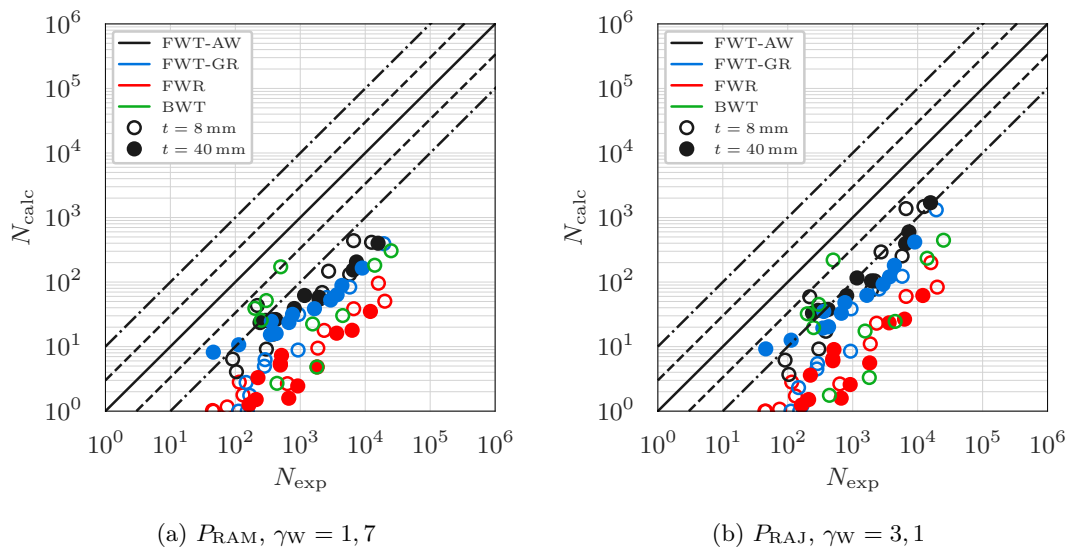 10^6
10^5
10^4
10^3
10^2
10^1
10^0
N_calc
FWT-AW
FWT-GR
FWR
BWT
t = 8 mm
t = 40 mm
10^0 10^1 10^2 10^3 10^4 10^5 10^6
N_exp
(a) P_RAM, γ_W = 1, 7
10^6
10^5
10^4
10^3
10^2
10^1
10^0
N_calc
FWT-AW
FWT-GR
FWR
BWT
t = 8 mm
t = 40 mm
10^0 10^1 10^2 10^3 10^4 10^5 10^6
N_exp
(b) P_RAJ, γ_W = 3, 1